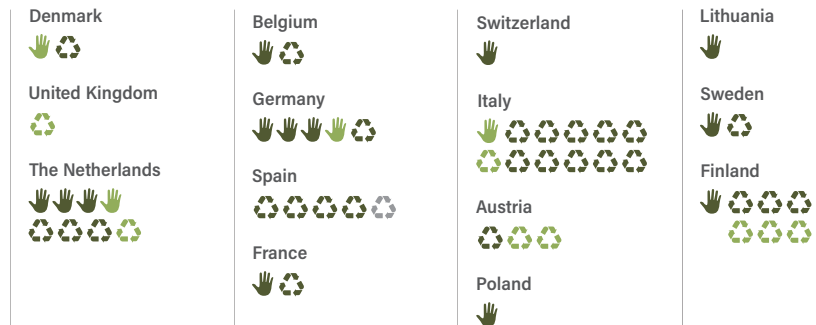 Denmark
United Kingdom
The Netherlands
Belgium
Germany
Spain
France
Switzerland
Italy
Austria
Poland
Lithuania
Sweden
Finland